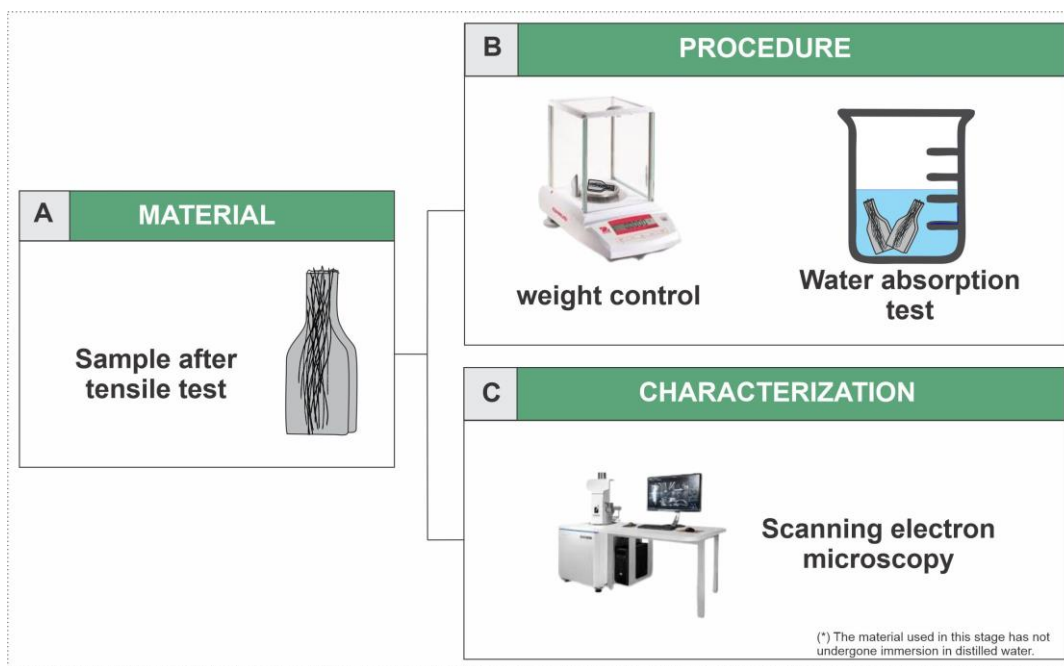 A
MATERIAL
Sample after
tensile test
B
PROCEDURE
weight control
Water absorption
test
C
CHARACTERIZATION
Scanning electron
microscopy
(*) The material used in this stage has not
undergone immersion in distilled water.